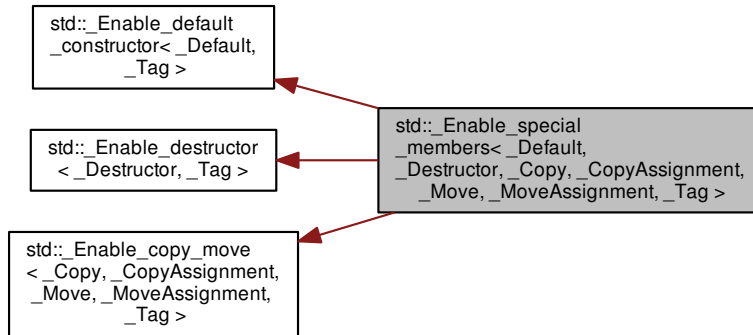 std::_Enable_default
_constructor< _Default,
_Tag >
std::_Enable_destructor
< _Destructor, _Tag >
std::_Enable_copy_move
< _Copy, _CopyAssignment,
_Move, _MoveAssignment,
_Tag >
std::_Enable_special
_members< _Default,
_Destructor, _Copy, _CopyAssignment,
_Move, _MoveAssignment, _Tag >